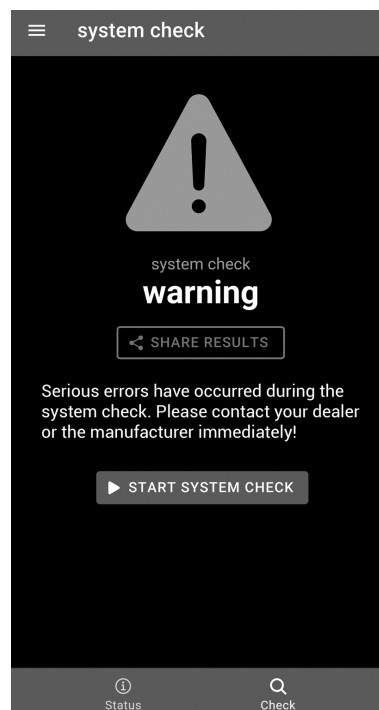 system check
system check
warning
SHARE RESULTS
Serious errors have occurred during the
system check. Please contact your dealer
or the manufacturer immediately!
START SYSTEM CHECK
Status
Check